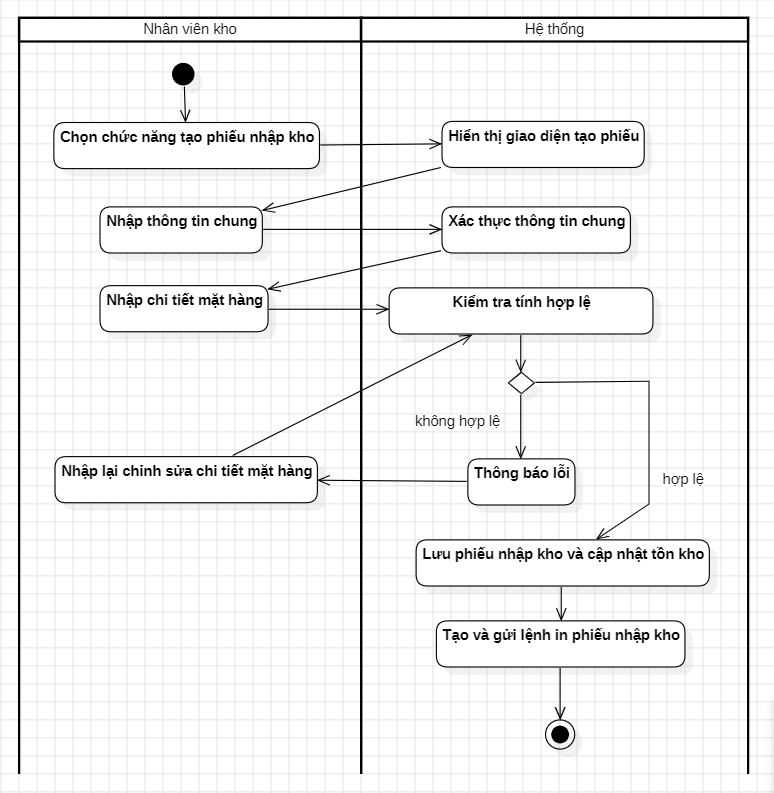 Nhân viên kho
Hệ thống
Chọn chức năng tạo phiếu nhập kho
Hiển thị giao diện tạo phiếu
Nhập thông tin chung
Xác thực thông tin chung
Nhập chi tiết mặt hàng
Kiểm tra tính hợp lệ
không hợp lệ
Nhập lại chỉnh sửa chi tiết mặt hàng
Thông báo lỗi
hợp lệ
Lưu phiếu nhập kho và cập nhật tồn kho
Tạo và gửi lệnh in phiếu nhập kho